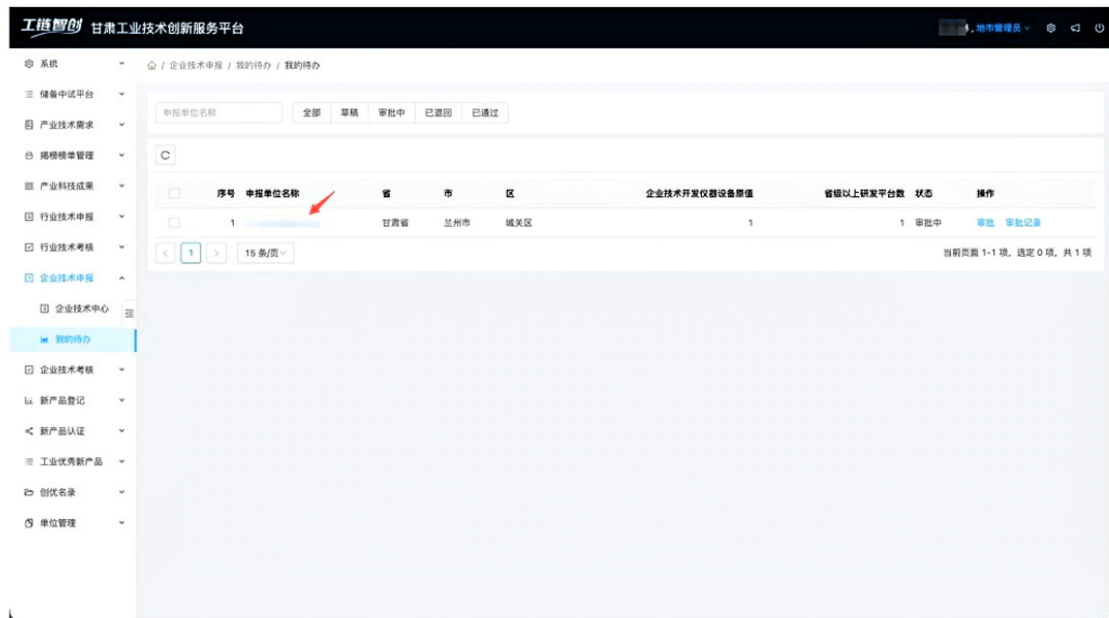 工链智创 甘肃工业技术创新服务平台
, 地市管理员
系统
/ 企业技术申报 / 我的待办 / 我的待办
储备中试平台
申报单位名称 全部 草稿 审批中 已退回 已通过
产业技术需求
揭榜榜单管理
产业科技成果
序号 申报单位名称 省 市 区 企业技术开发仪器设备原值 省级以上研发平台数 状态 操作
行业技术申报
1 甘肃省 兰州市 城关区 1 1 审批中 审批 审批记录
行业技术考核
< 1 > 15 条/页 当前页面 1-1 项, 选定 0 项, 共 1 项
企业技术申报
企业技术中心
我的待办
企业技术考核
新产品登记
新产品认证
工业优秀新产品
创优名录
单位管理